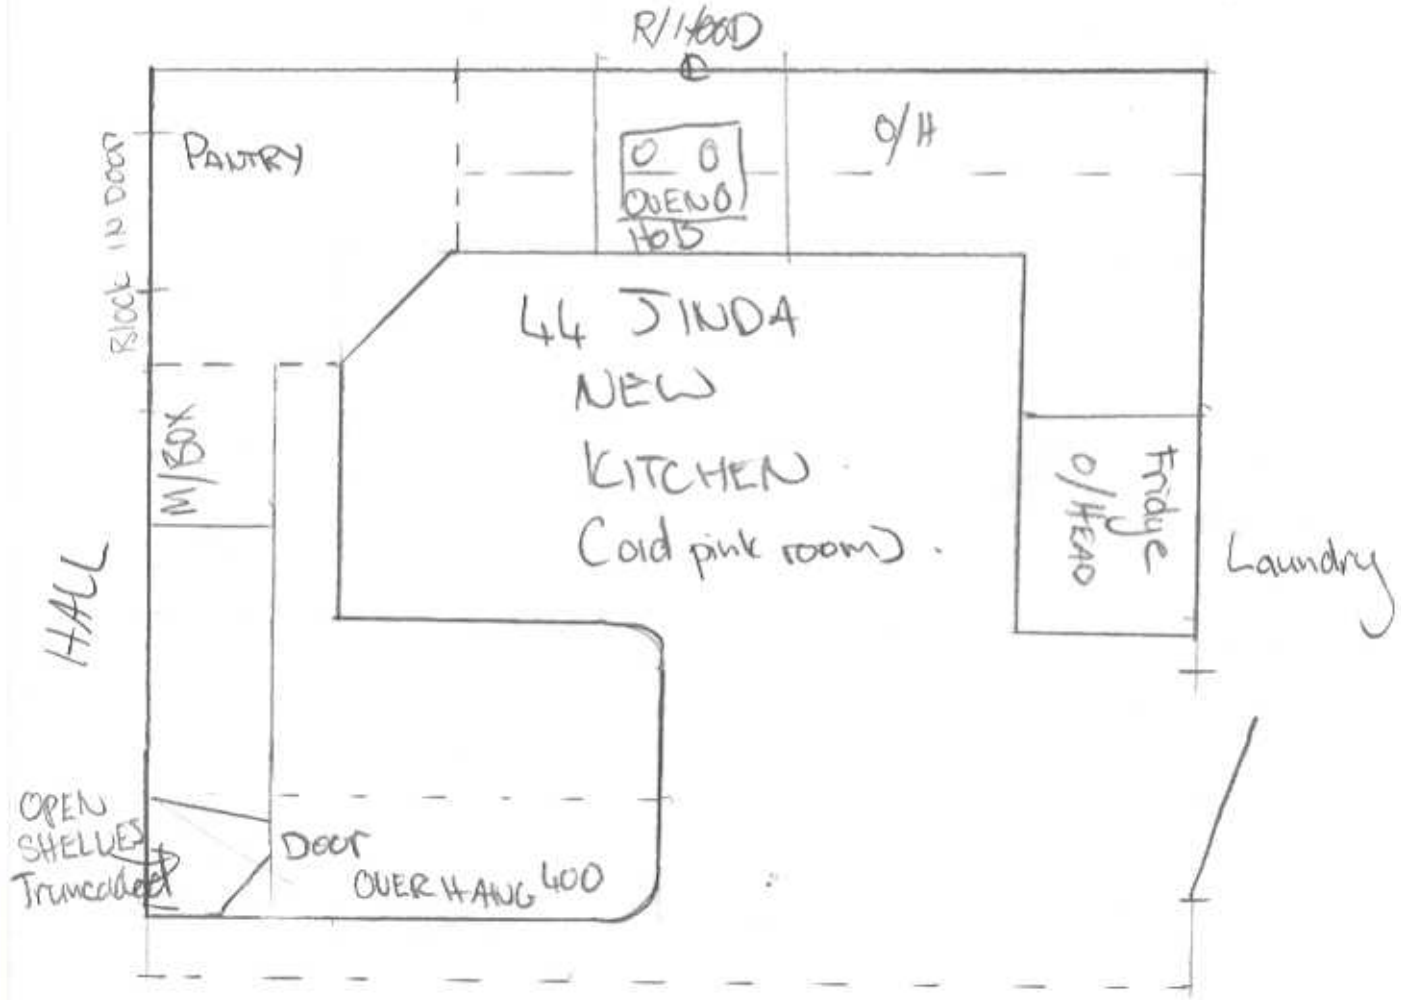 R/HOOD
C
O/H
PANTRY
Block IN Door
OVEN
HOB
44 JINDA
NEW
KITCHEN
(old pink room).
M/BOX
Fridge
O/HEAD
Laundry
HALL
OPEN
SHELVES
Truncated
Door
OVERHANG 400